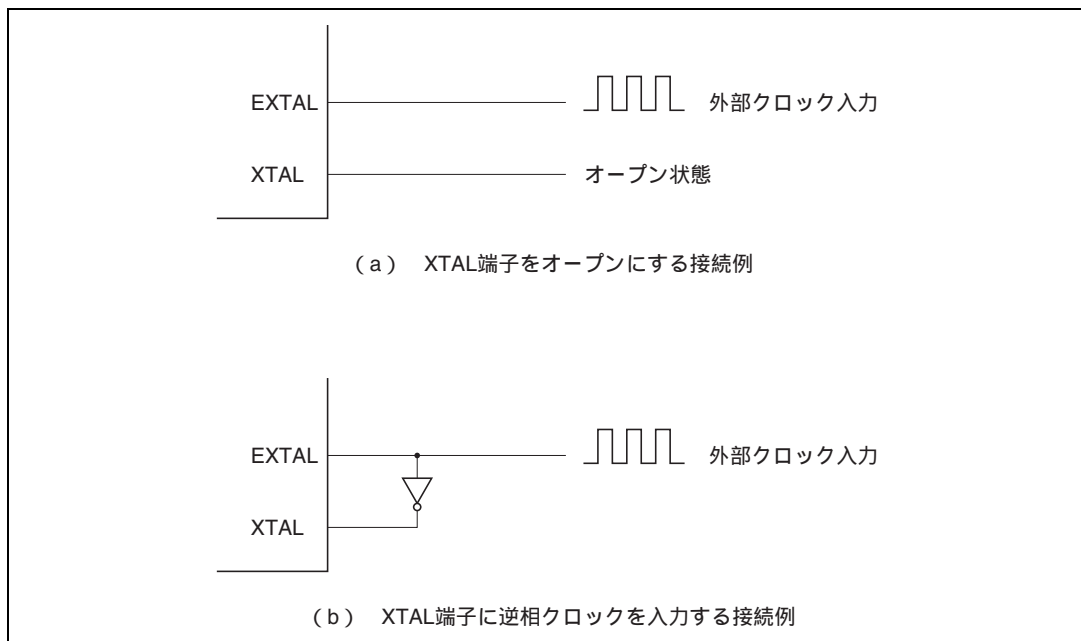 EXTAL
外部クロック入力
XTAL
オープン状態
（a） XTAL端子をオープンにする接続例
EXTAL
外部クロック入力
XTAL
（b） XTAL端子に逆相クロックを入力する接続例